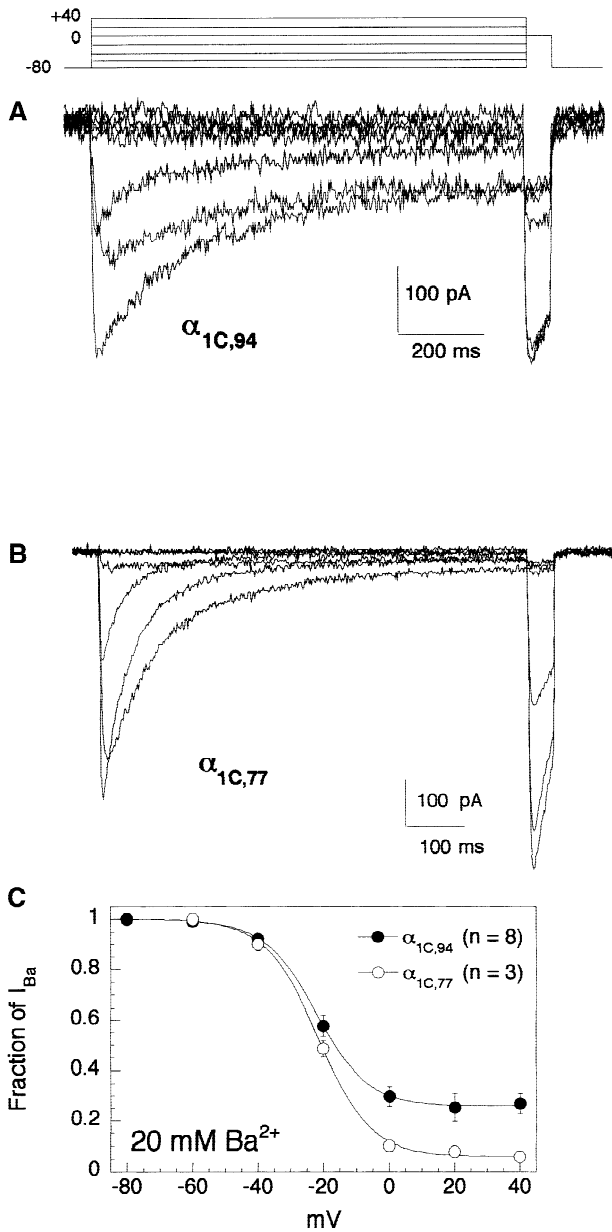 +40
0
-80
A
100 pA
200 ms
α1C,94
B
α1C,77
100 pA
100 ms
C
Fraction of IBa
1
0.8
0.6
0.4
0.2
0
α1C,94 (n = 8)
α1C,77 (n = 3)
20 mM Ba2+
-80 -60 -40 -20 0 20 40
mV